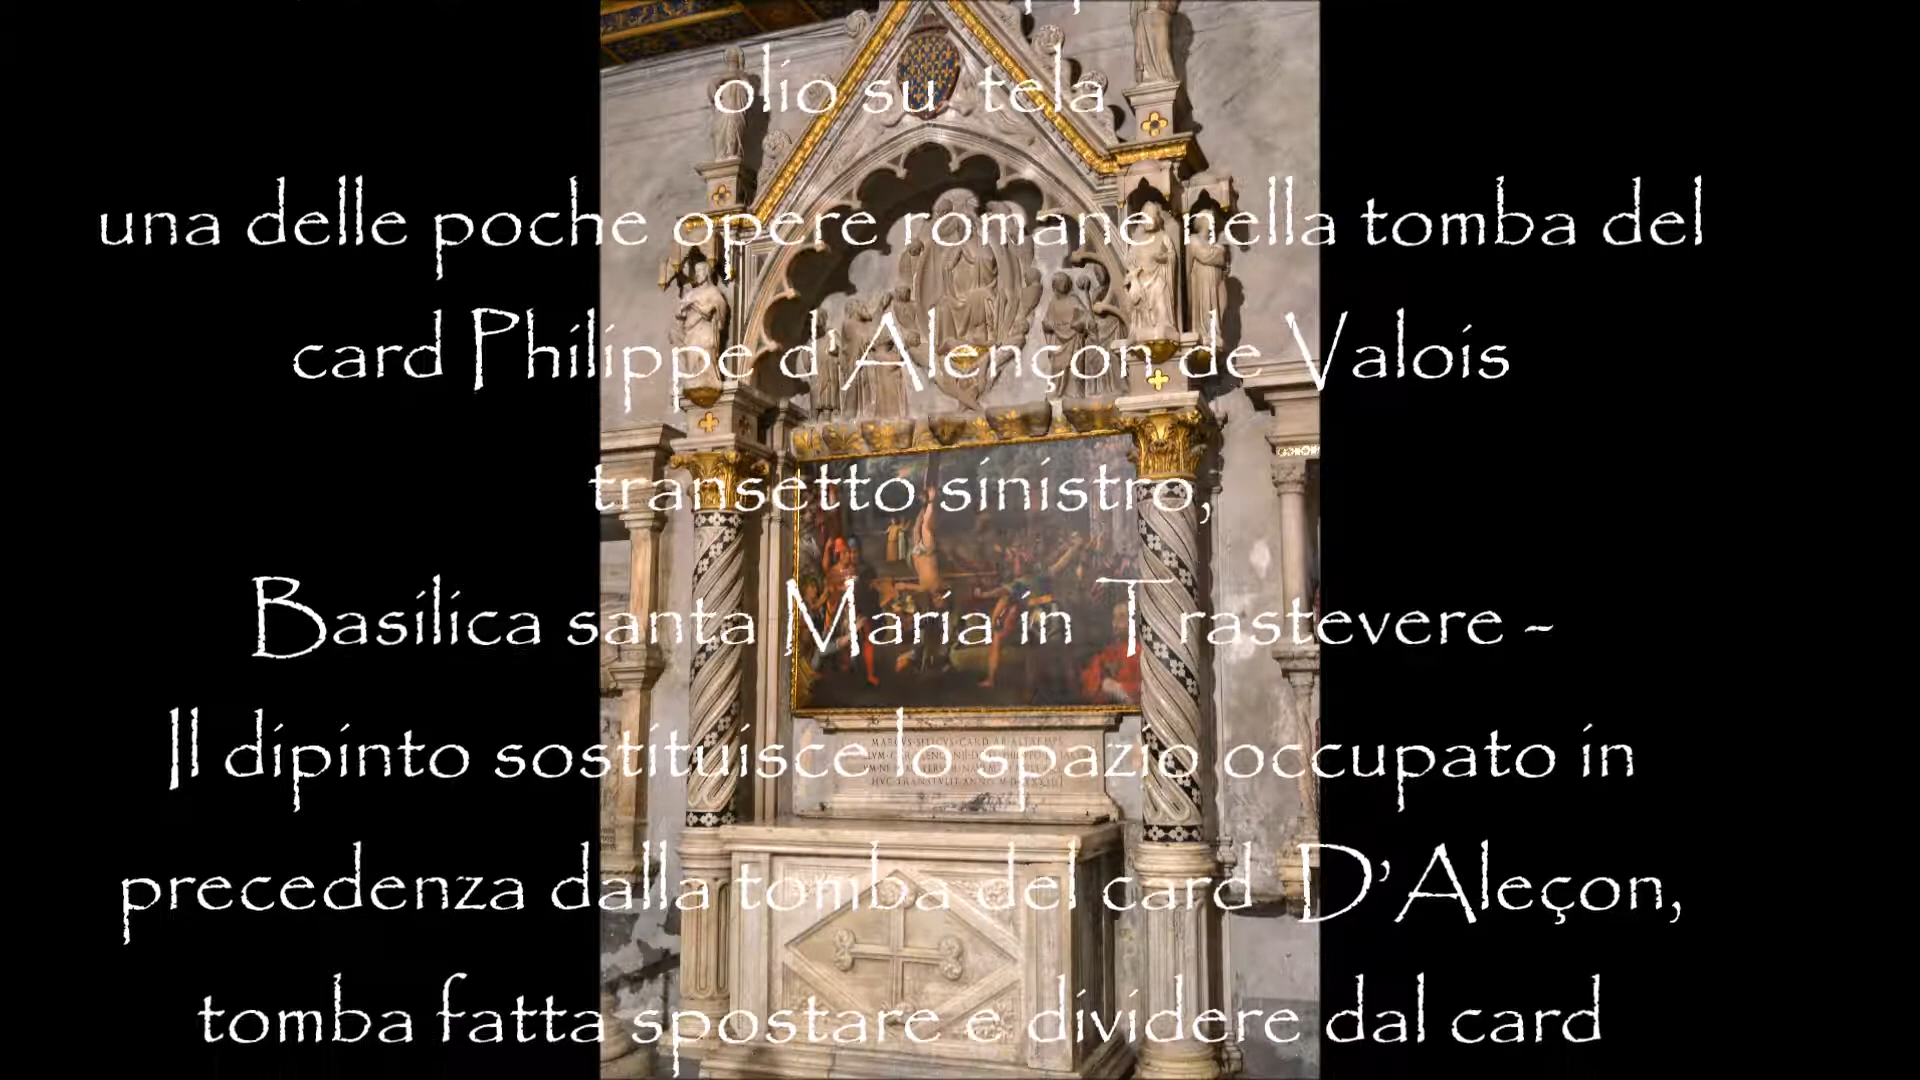 olio su tela
una delle poche opere romane nella tomba del
card Philippe d'Alençon de Valois
transetto sinistro,
Basilica santa Maria in Trastevere -
Il dipinto sostituisce lo spazio occupato in
precedenza dalla tomba del card D'Aleçon,
tomba fatta spostare e dividere dal card